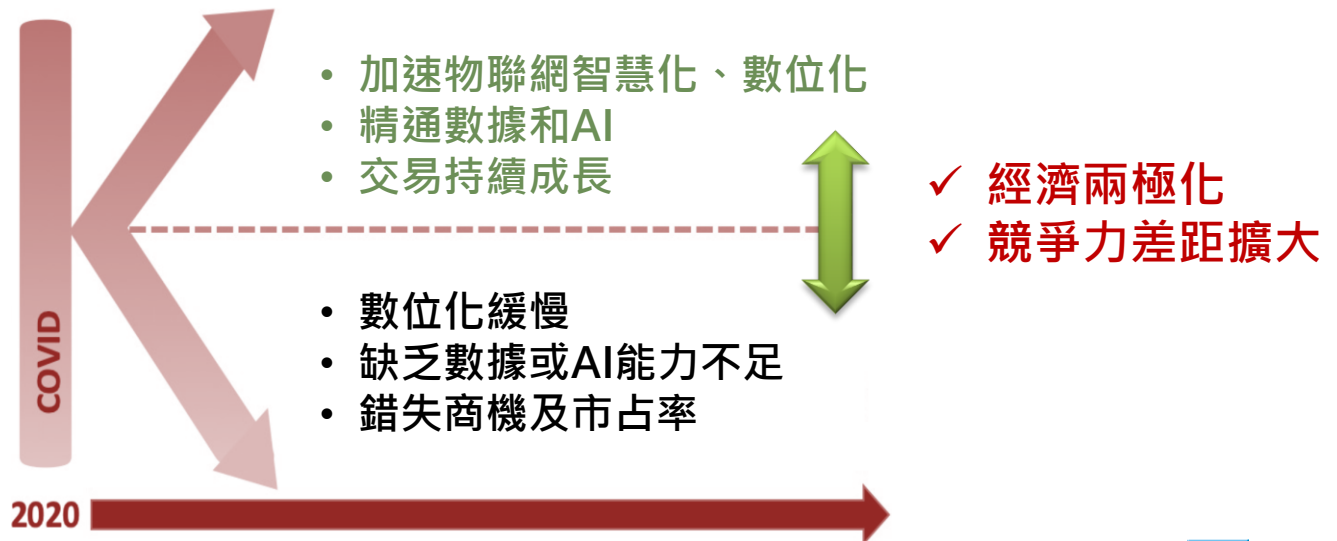 • 加速物聯網智慧化、數位化
• 精通數據和AI
• 交易持續成長
✓ 經濟兩極化
✓ 競爭力差距擴大
• 數位化緩慢
• 缺乏數據或AI能力不足
• 錯失商機及市占率
COVID
2020